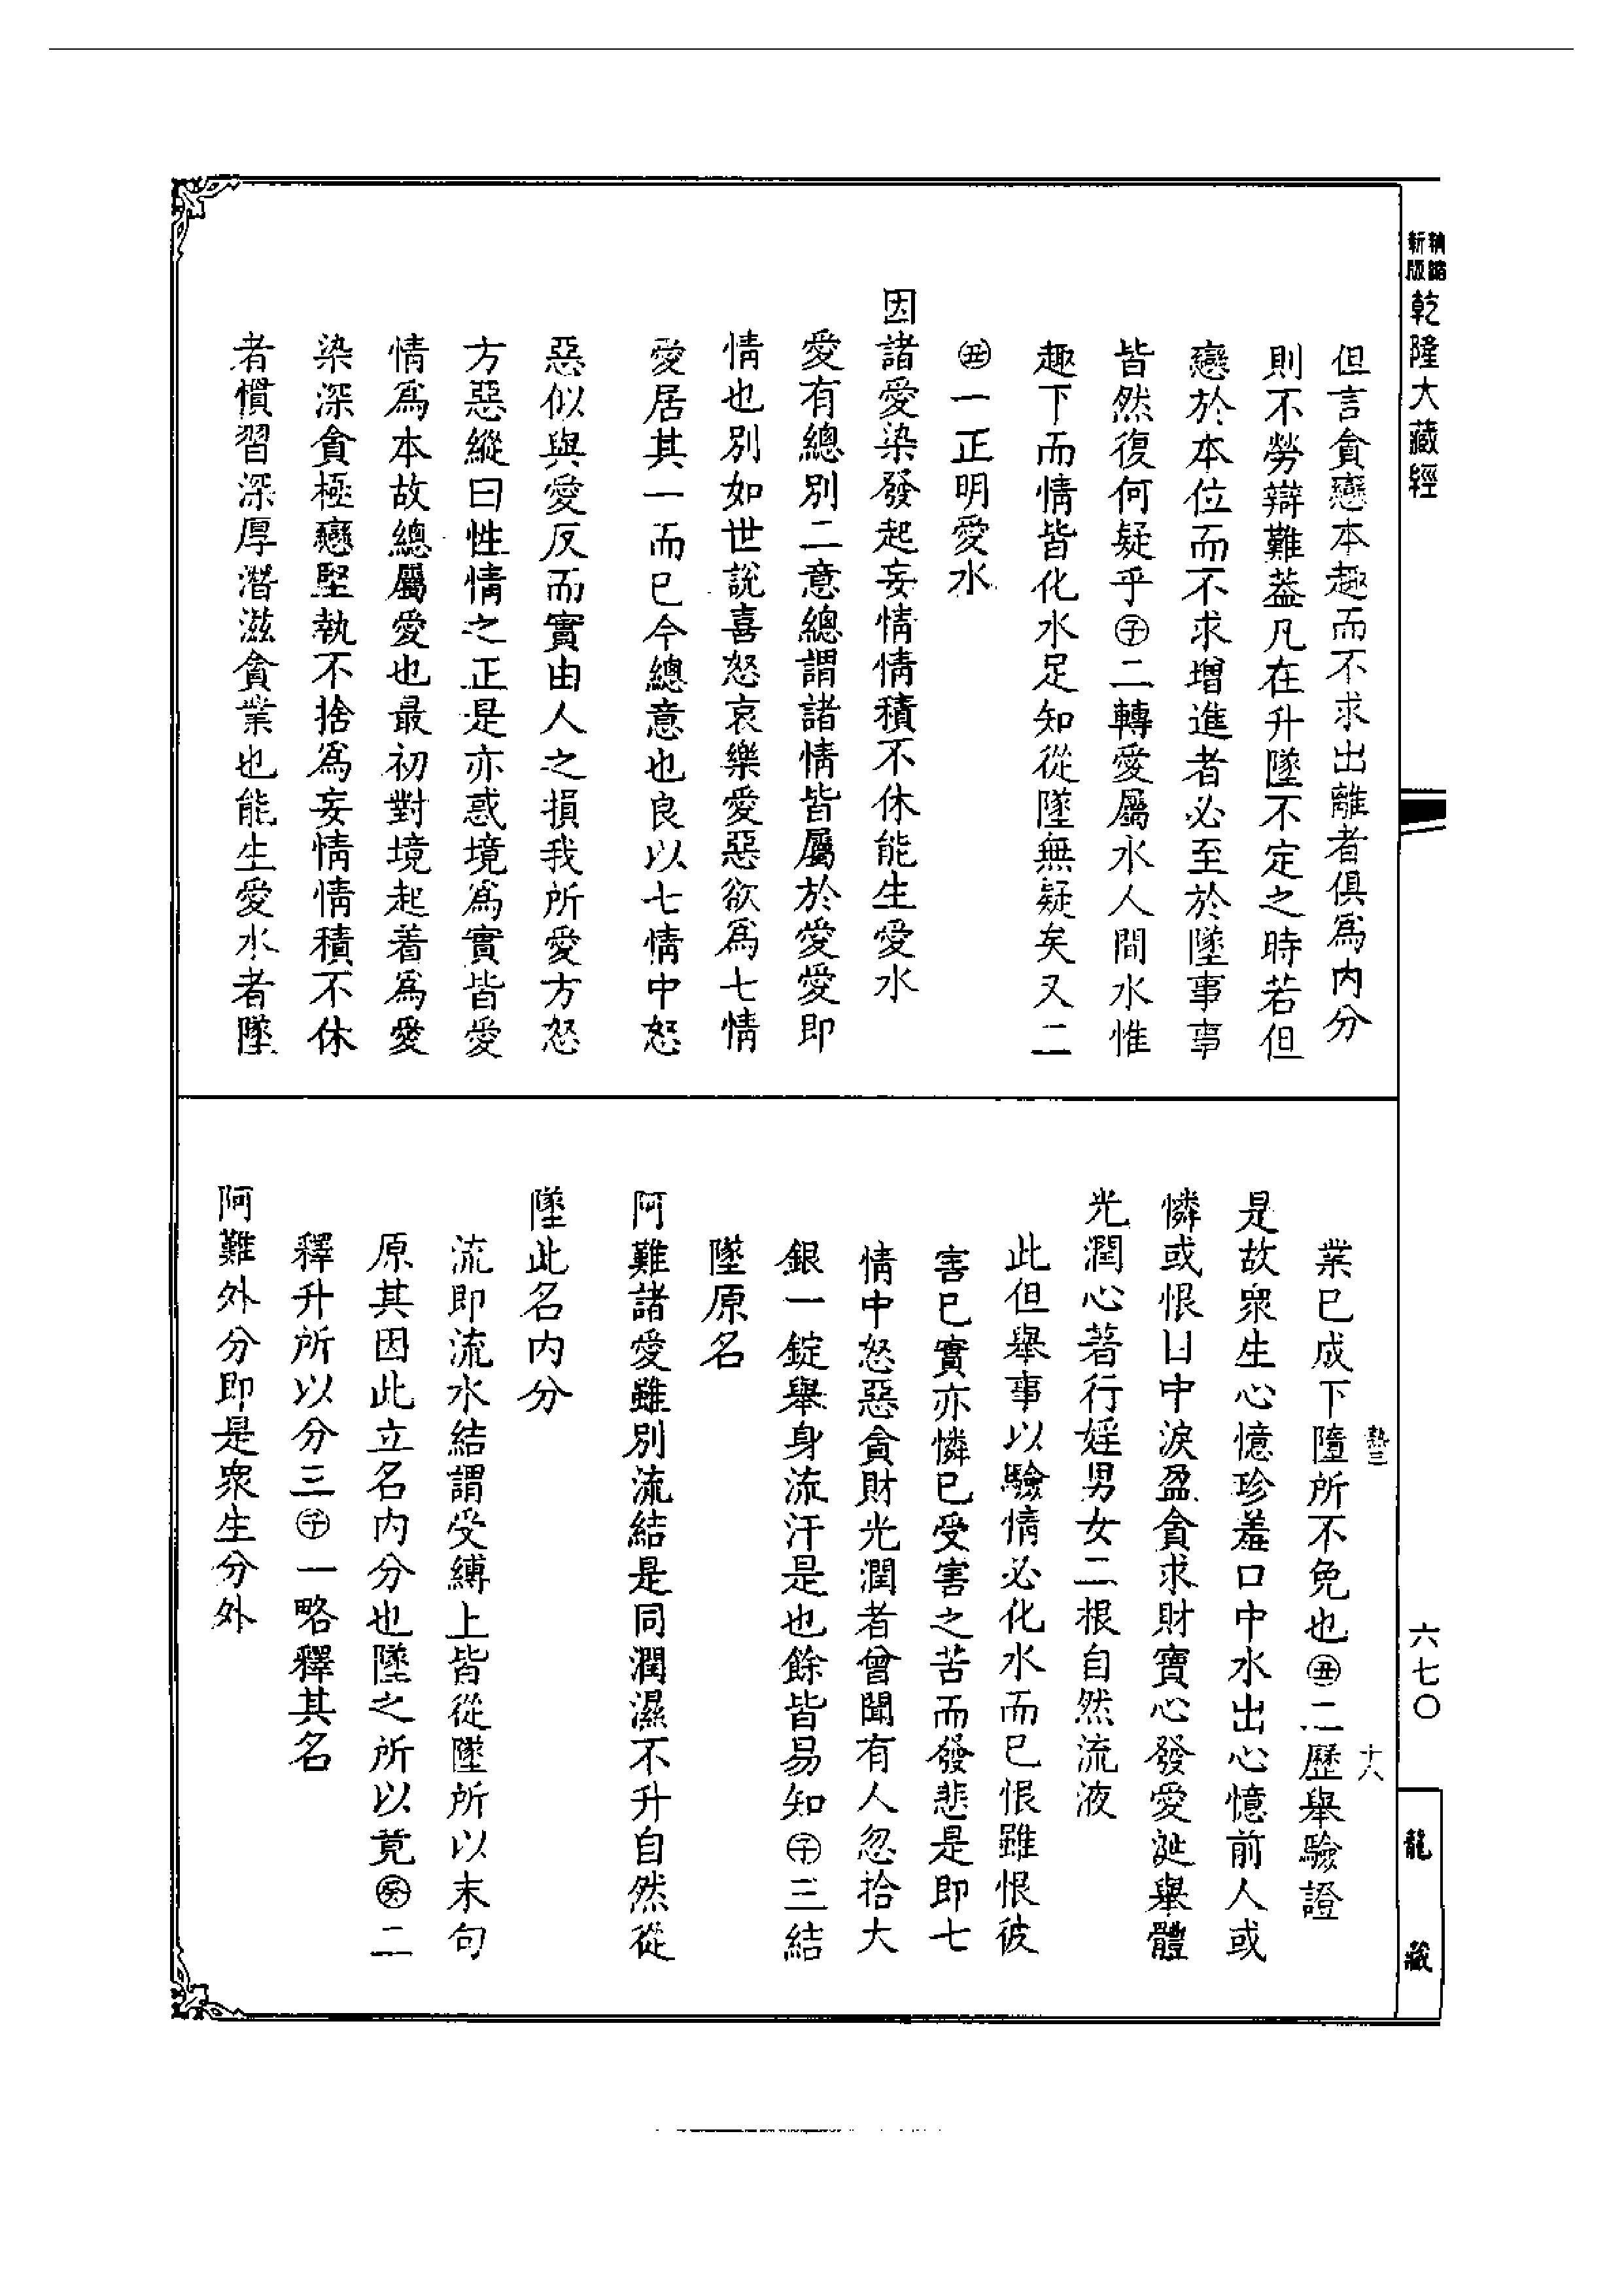 新版
乾隆大藏經
但言貪戀本趣而不求出離者俱爲内分
則不勞辯難葢凡在升墜不定之時若但
戀於本位而不求增進者必至於墜事事
皆然復何疑乎㊛二轉愛屬水人間水惟
趣下而情皆化水足知從墜無疑矣又二
㊄一正明愛水
因諸愛染發起妄情情積不休能生愛水
愛有總別二意總謂諸情皆屬於愛愛即
情也別如世說喜怒哀樂愛惡欲爲七情
愛居其一而已今總意也良以七情中怒
惡似與愛反而實由人之損我所愛方怒
方惡縱曰性情之正是亦惑境爲實皆愛
情爲本故總屬愛也最初對境起着爲愛
染深貪極戀堅執不捨爲妄情情積不休
者慣習深厚潛滋貪業也能生愛水者墜
業已成下墮所不免也丑二歷舉驗證
是故衆生心憶珍羞口中水出心憶前人或
憐或恨目中淚盈貪求財寶心發愛涎舉體
光潤心著行婬男女二根自然流液
此但舉事以驗情必化水而已恨雖恨彼
害已實亦憐已受害之苦而發悲是即七
情中怒惡貪財光潤者曾聞有人忽拾大
銀一錠舉身流汗是也餘皆易知子三結
墜原名
阿難諸愛雖別流結是同潤濕不升自然從
墜此名内分
流即流水結謂受縛上皆從墜所以末句
原其因此立名内分也墜之所以竟癸二
釋升所以分三子一略釋其名
阿難外分即是衆生分外
六七〇
十八
龍藏